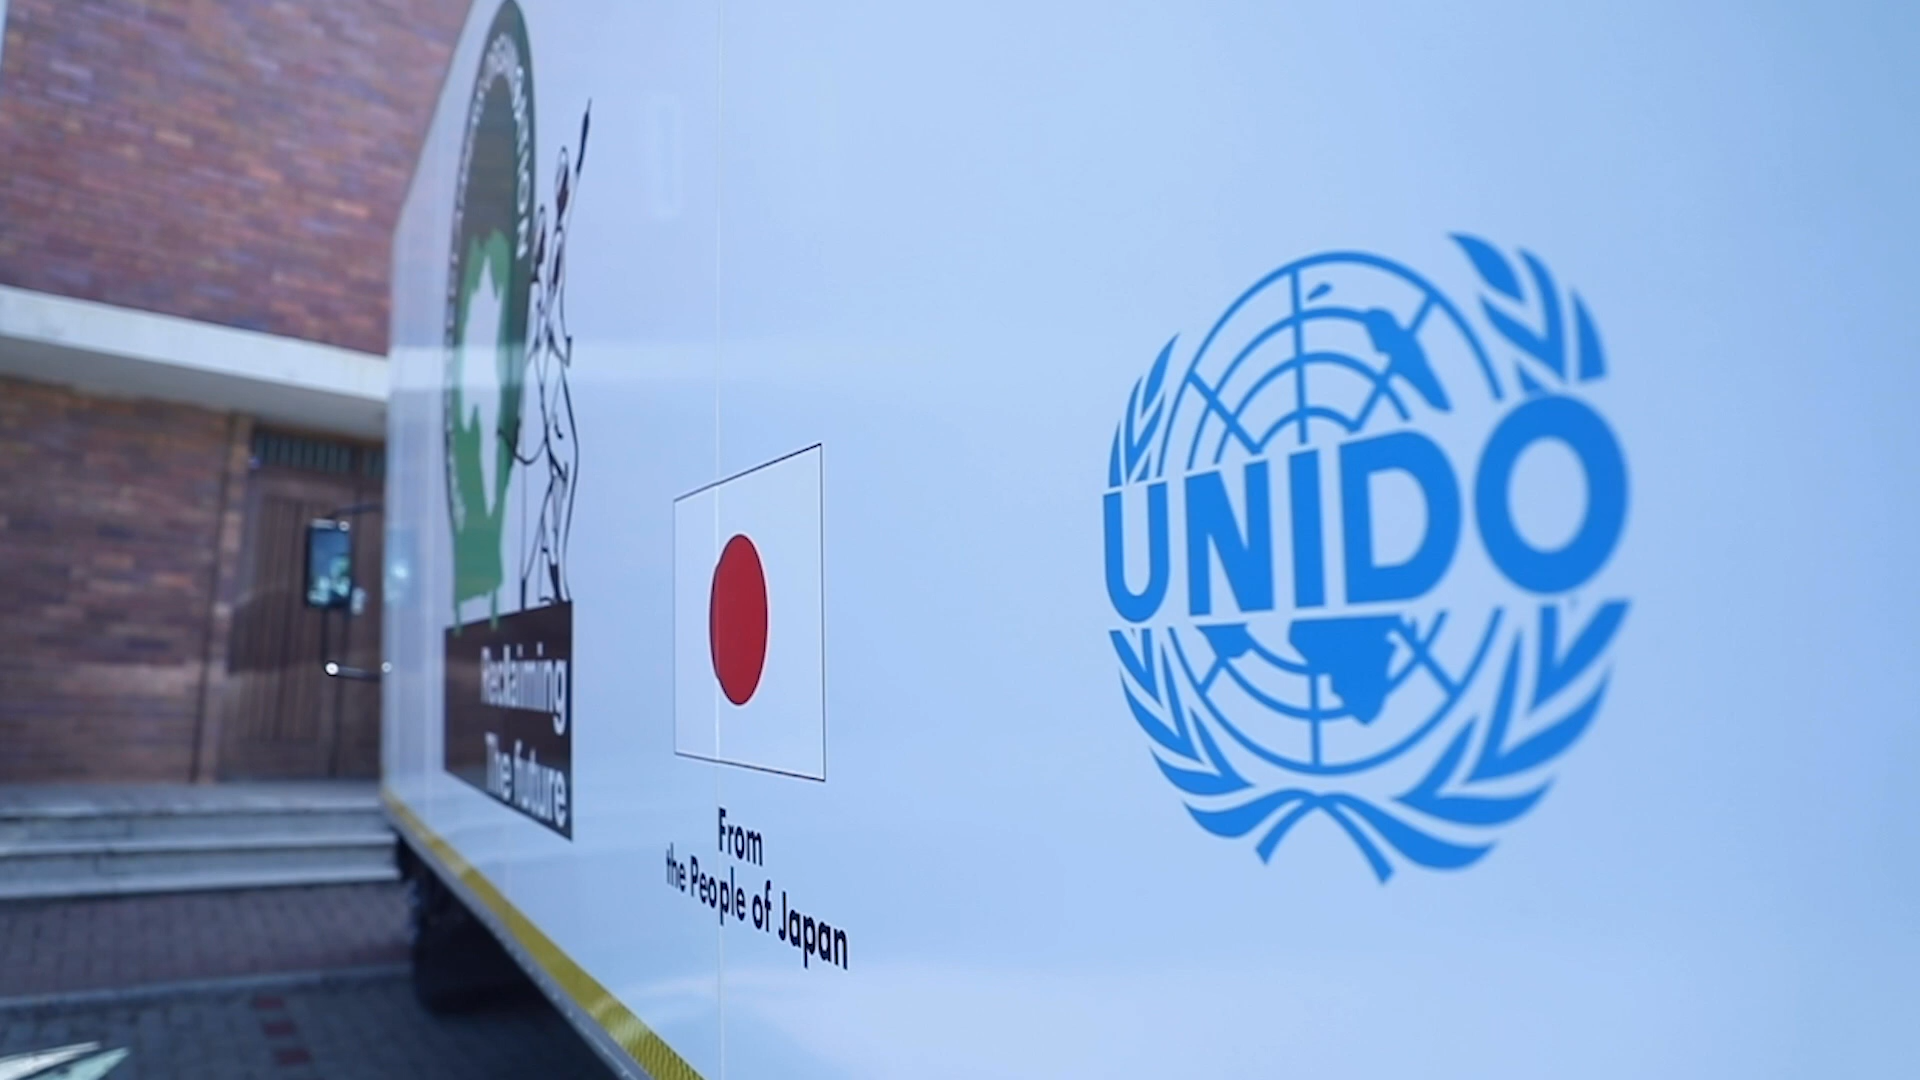 Reclaiming
The future
From
the People of Japan
UNIDO